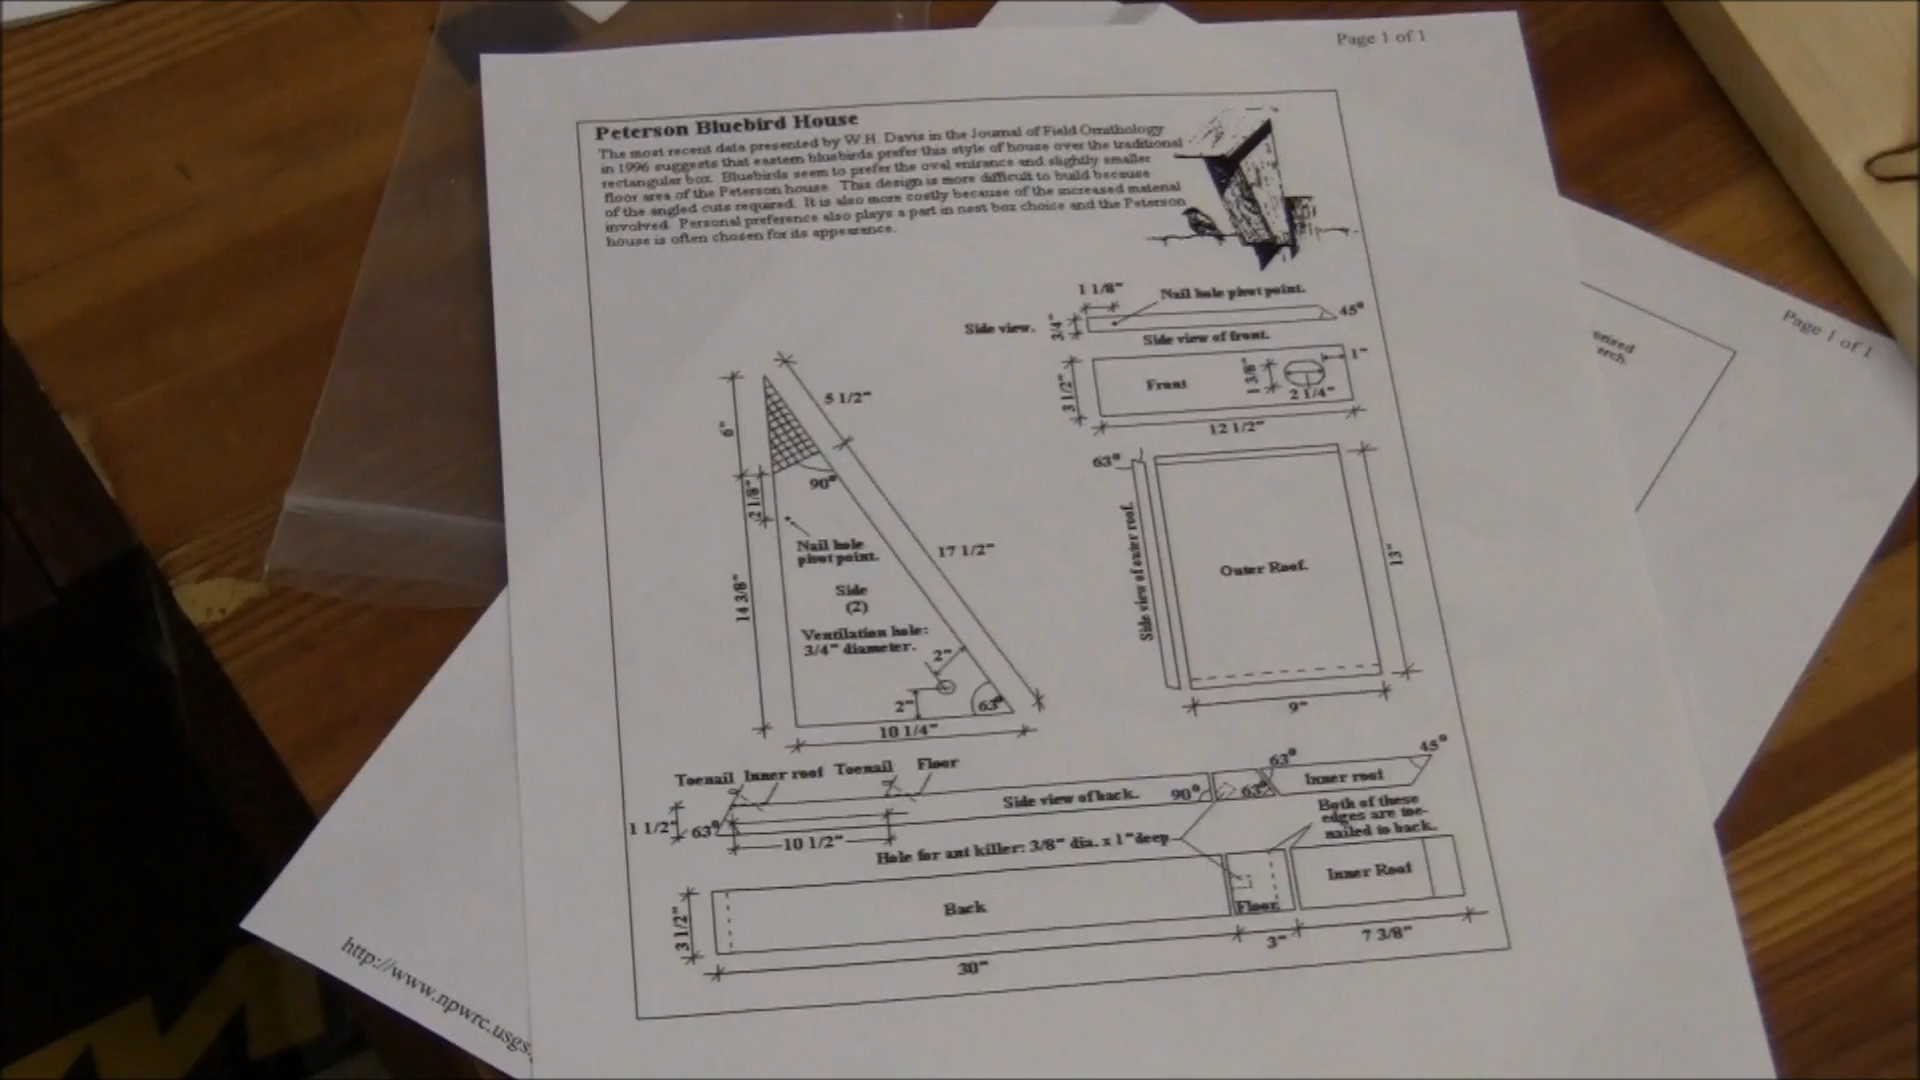 Page 1 of 1
Peterson Bluebird House
The most recent data presented by W.H. Davis in the Journal of Field Ornithology
in 1996 suggests that eastern bluebirds prefer this style of house over the traditional
rectangular box. Bluebirds seem to prefer the oval entrance and slightly smaller
floor area of the Peterson house. This design is more difficult to build because
of the angled cuts required. It is also more costly because of the increased material
involved. Personal preference also plays a part in nest box choice and the Peterson
house is often chosen for its appearance.
1 1/8"
Nail hole pivot point.
Side view.
3/4"
45°
Side view of front.
3 1/2"
Front
1 3/8"
1"
2 1/4"
12 1/2"
5 1/2"
6"
90°
2 1/8"
Nail hole
pivot point.
17 1/2"
14 3/8"
Side
(2)
Ventilation hole:
3/4" diameter.
2"
2"
63°
10 1/4"
63°
Side view of outer roof.
Outer Roof.
13"
9"
Toenail Inner roof Toenail Floor
1 1/2"
63°
10 1/2"
Side view of back.
90°
63°
63°
Inner roof
45°
Both of these
edges are toe-
nailed to back.
Hole for ant killer: 3/8" dia. x 1" deep
3 1/2"
Back
Floor
Inner Roof
30"
3"
7 3/8"
Page 1 of 1
http://www.npwrc.usgs.